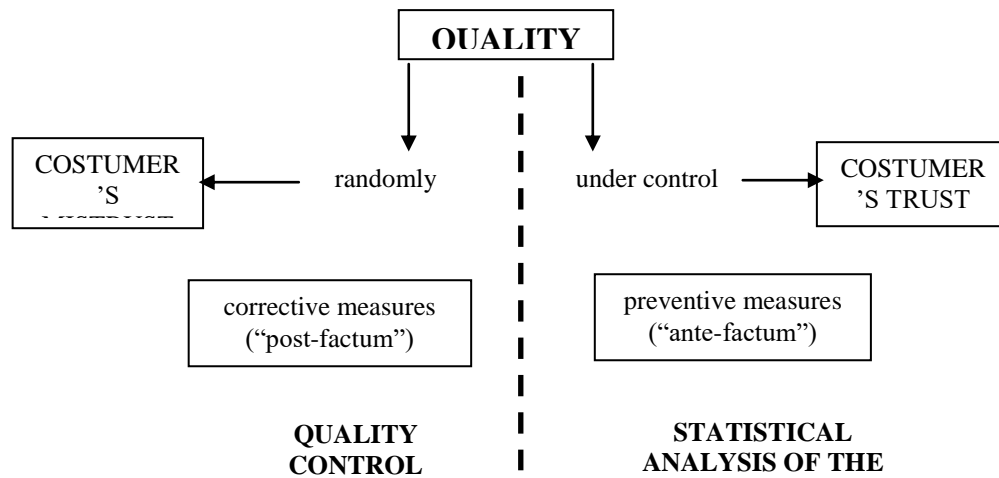 QUALITY
COSTUMER
’S
MISTRUST
randomly
under control
COSTUMER
’S TRUST
corrective measures
(“post-factum”)
preventive measures
(“ante-factum”)
QUALITY
CONTROL
STATISTICAL
ANALYSIS OF THE